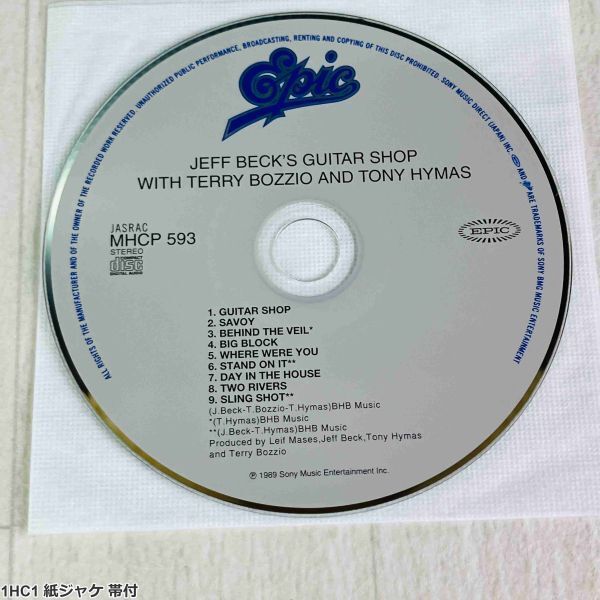 ALL RIGHTS OF THE MANUFACTURER AND OF THE OWNER OF THE RECORDED WORK RESERVED. UNAUTHORIZED PUBLIC PERFORMANCE, BROADCASTING, RENTING AND COPYING OF THIS DISC PROHIBITED. SONY MUSIC DIRECT (JAPAN) INC. EPIC AND ARE TRADEMARKS OF SONY BMG MUSIC ENTERTAINMENT
Epic
JEFF BECK'S GUITAR SHOP
WITH TERRY BOZZIO AND TONY HYMAS
JASRAC
MHCP 593
STEREO
COMPACT
disc
DIGITAL AUDIO
EPIC
1. GUITAR SHOP
2. SAVOY
3. BEHIND THE VEIL*
4. BIG BLOCK
5. WHERE WERE YOU
6. STAND ON IT**
7. DAY IN THE HOUSE
8. TWO RIVERS
9. SLING SHOT**
(J.Beck-T.Bozzio-T.Hymas)BHB Music
*(T.Hymas)BHB Music
**(J.Beck-T.Hymas)BHB Music
Produced by Leif Mases,Jeff Beck,Tony Hymas
and Terry Bozzio
℗ 1989 Sony Music Entertainment Inc.
1HC1 紙ジャケ 帯付